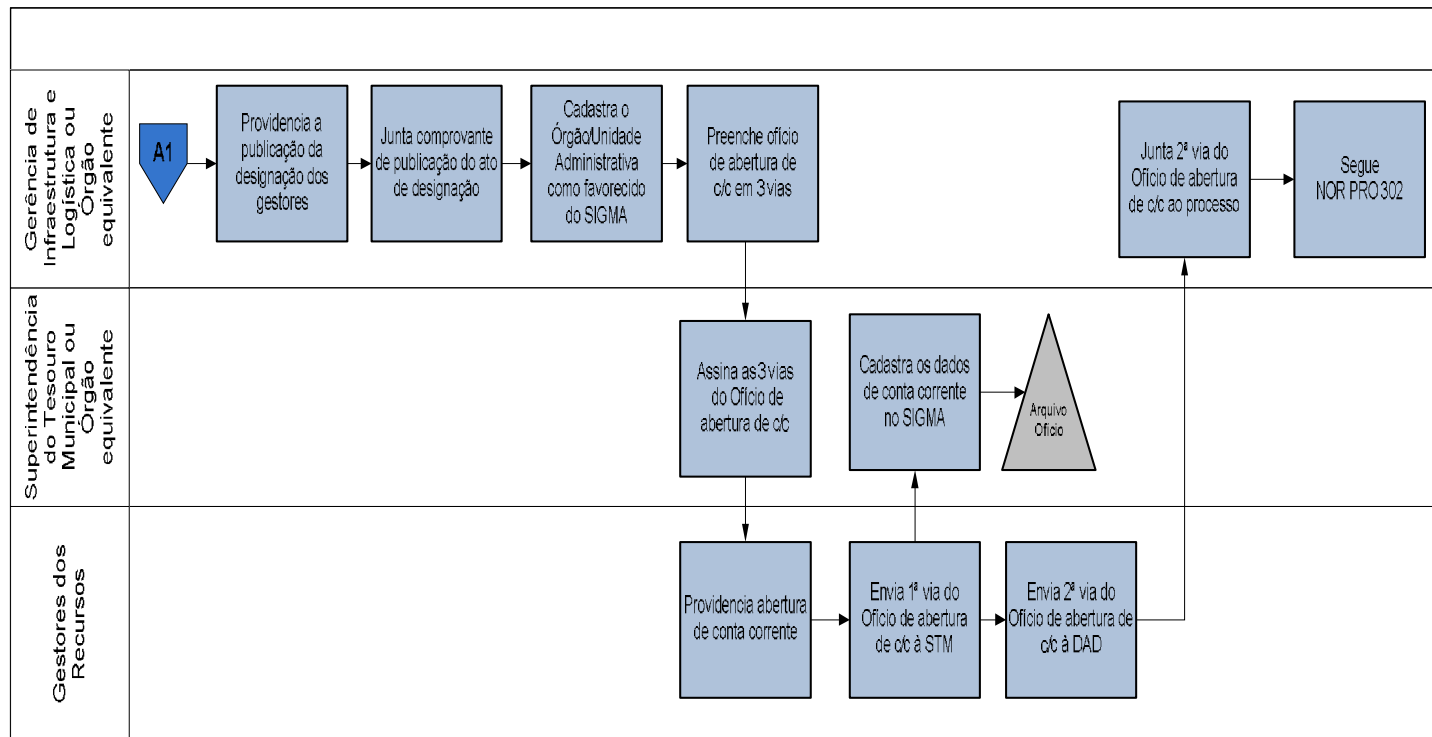 Gerência de
Infraestrutura e
Logística ou
Órgão
equivalente
A1
Providencia a
publicação da
designação dos
gestores
Junta comprovante
de publicação do ato
de designação
Cadastra o
Órgão/Unidade
Administrativa
como favorecido
do SIGMA
Preenche ofício
de abertura de
c/c em 3 vias
Junta 2ª via do
Ofício de abertura
de c/c ao processo
Segue
NOR PRO 302
Superintendência
do Tesouro
Municipal ou
Órgão
equivalente
Assina as 3 vias
do Ofício de
abertura de c/c
Cadastra os dados
de conta corrente
no SIGMA
Arquivo
Ofício
Gestores dos
Recursos
Providencia abertura
de conta corrente
Envia 1ª via do
Ofício de abertura
de c/c à STM
Envia 2ª via do
Ofício de abertura de
c/c à DAD